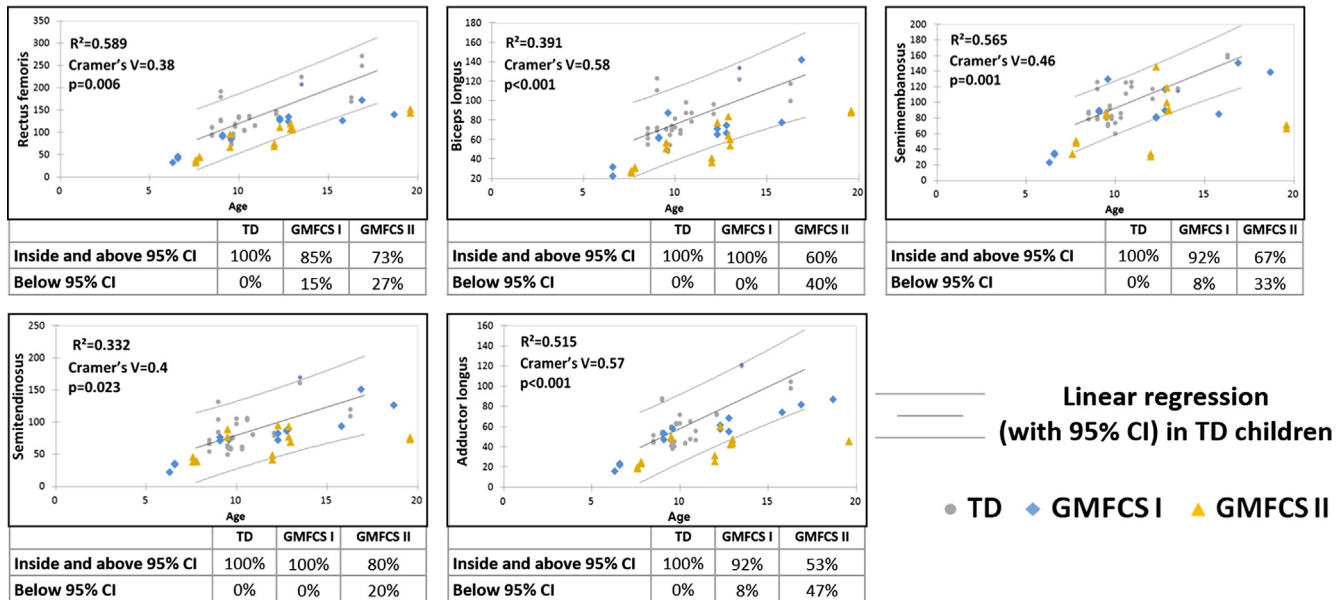 R²=0.589
Cramer's V=0.38
p=0.006
Rectus femoris
350
300
250
200
150
100
50
0
0 5 10 15 20
Age
TD GMFCS I GMFCS II
Inside and above 95% CI 100% 85% 73%
Below 95% CI 0% 15% 27%
R²=0.391
Cramer's V=0.58
p<0.001
Biceps longus
180
160
140
120
100
80
60
40
20
0 5 10 15 20
Age
TD GMFCS I GMFCS II
Inside and above 95% CI 100% 100% 60%
Below 95% CI 0% 0% 40%
R²=0.565
Cramer's V=0.46
p=0.001
Semimembanosus
200
180
160
140
120
100
80
60
40
20
0
0 5 10 15 20
Age
TD GMFCS I GMFCS II
Inside and above 95% CI 100% 92% 67%
Below 95% CI 0% 8% 33%
R²=0.332
Cramer's V=0.4
p=0.023
Semitendinosus
250
200
150
100
50
0
0 5 10 15 20
Age
TD GMFCS I GMFCS II
Inside and above 95% CI 100% 100% 80%
Below 95% CI 0% 0% 20%
R²=0.515
Cramer's V=0.57
p<0.001
Adductor longus
160
140
120
100
80
60
40
20
0
0 5 10 15 20
Age
TD GMFCS I GMFCS II
Inside and above 95% CI 100% 92% 53%
Below 95% CI 0% 8% 47%
Linear regression
(with 95% CI) in TD children
TD GMFCS I GMFCS II